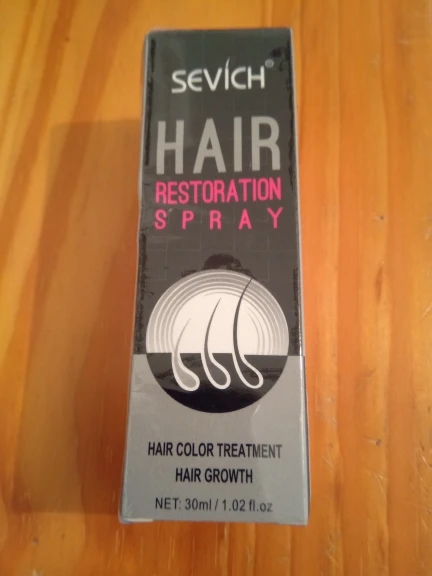 SEVICH®
HAIR
RESTORATION
SPRAY
HAIR COLOR TREATMENT
HAIR GROWTH
NET: 30ml / 1.02 fl.oz